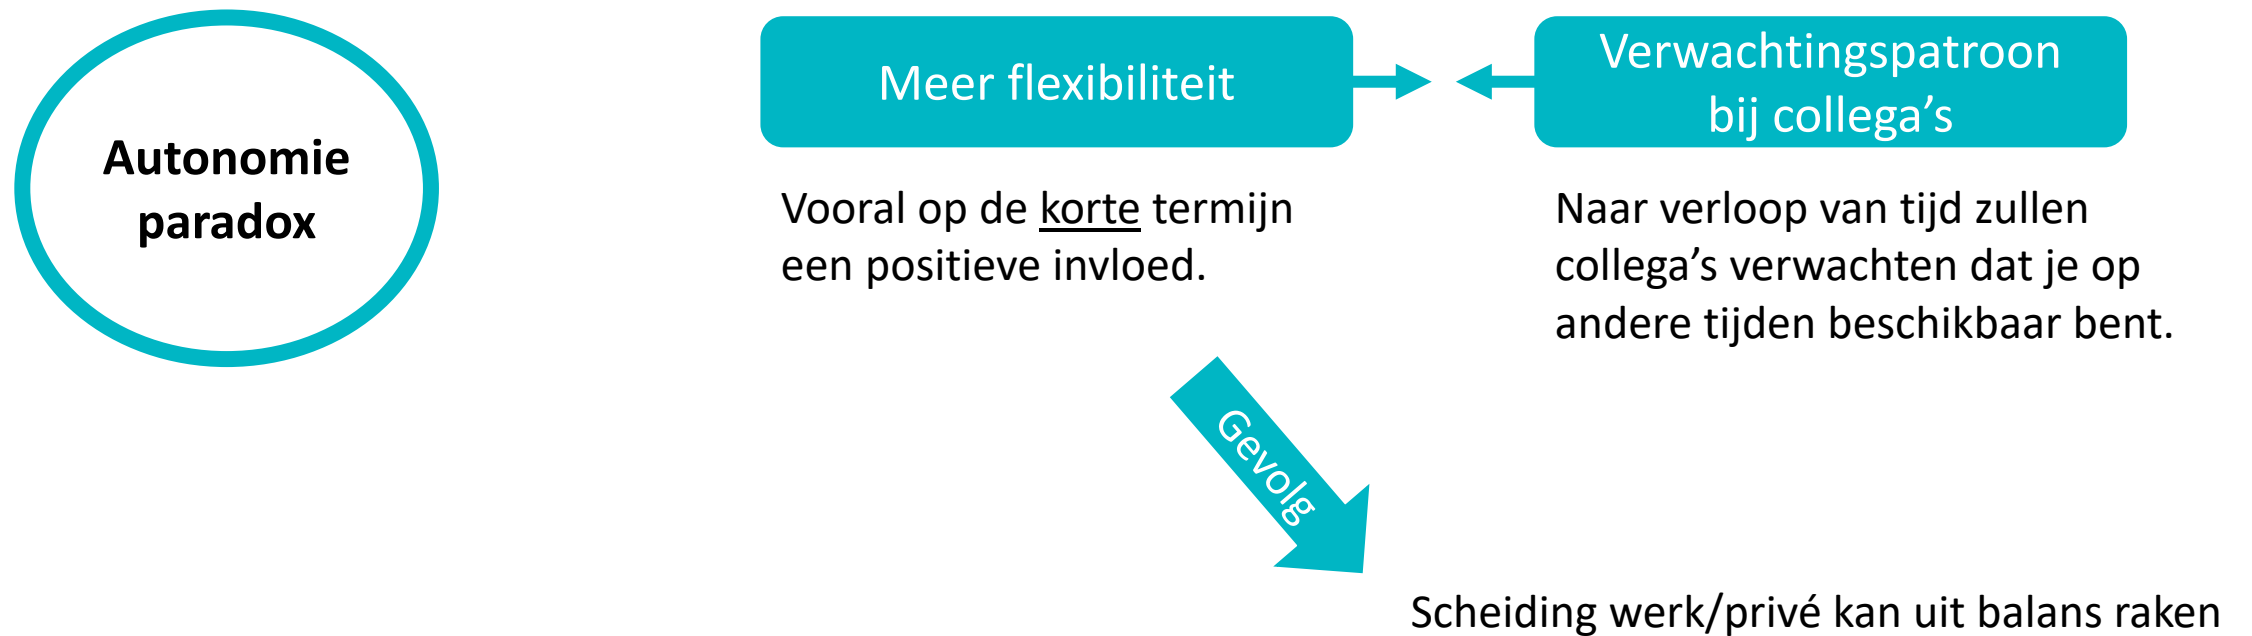 Autonomie
paradox
Meer flexibiliteit
Vooral op de korte termijn
een positieve invloed.
Verwachtingspatroon
bij collega’s
Naar verloop van tijd zullen
collega’s verwachten dat je op
andere tijden beschikbaar bent.
Gevolg
Scheiding werk/privé kan uit balans raken